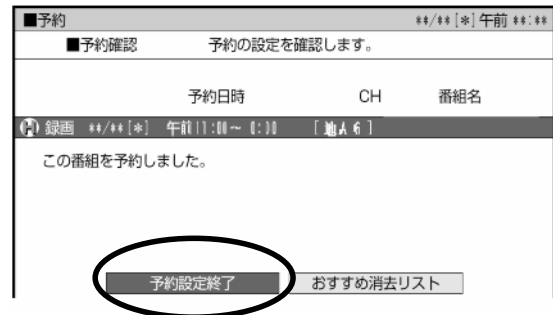 ■予約 **/**[*]午前 **:**
■予約確認 予約の設定を確認します。
予約日時 CH 番組名
録画 **/**[*] 午前11:00~ 0:00 [地A 6]
この番組を予約しました。
予約設定終了 おすすめ消去リスト